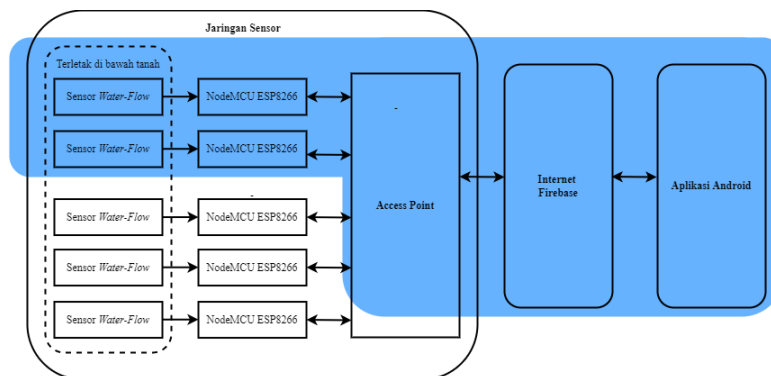 Jaringan Sensor
Terletak di bawah tanah
Sensor Water-Flow
NodeMCU ESP8266
-
Sensor Water-Flow
NodeMCU ESP8266
-
Sensor Water-Flow
NodeMCU ESP8266
Sensor Water-Flow
NodeMCU ESP8266
Sensor Water-Flow
NodeMCU ESP8266
Access Point
Internet
Firebase
Aplikasi Android